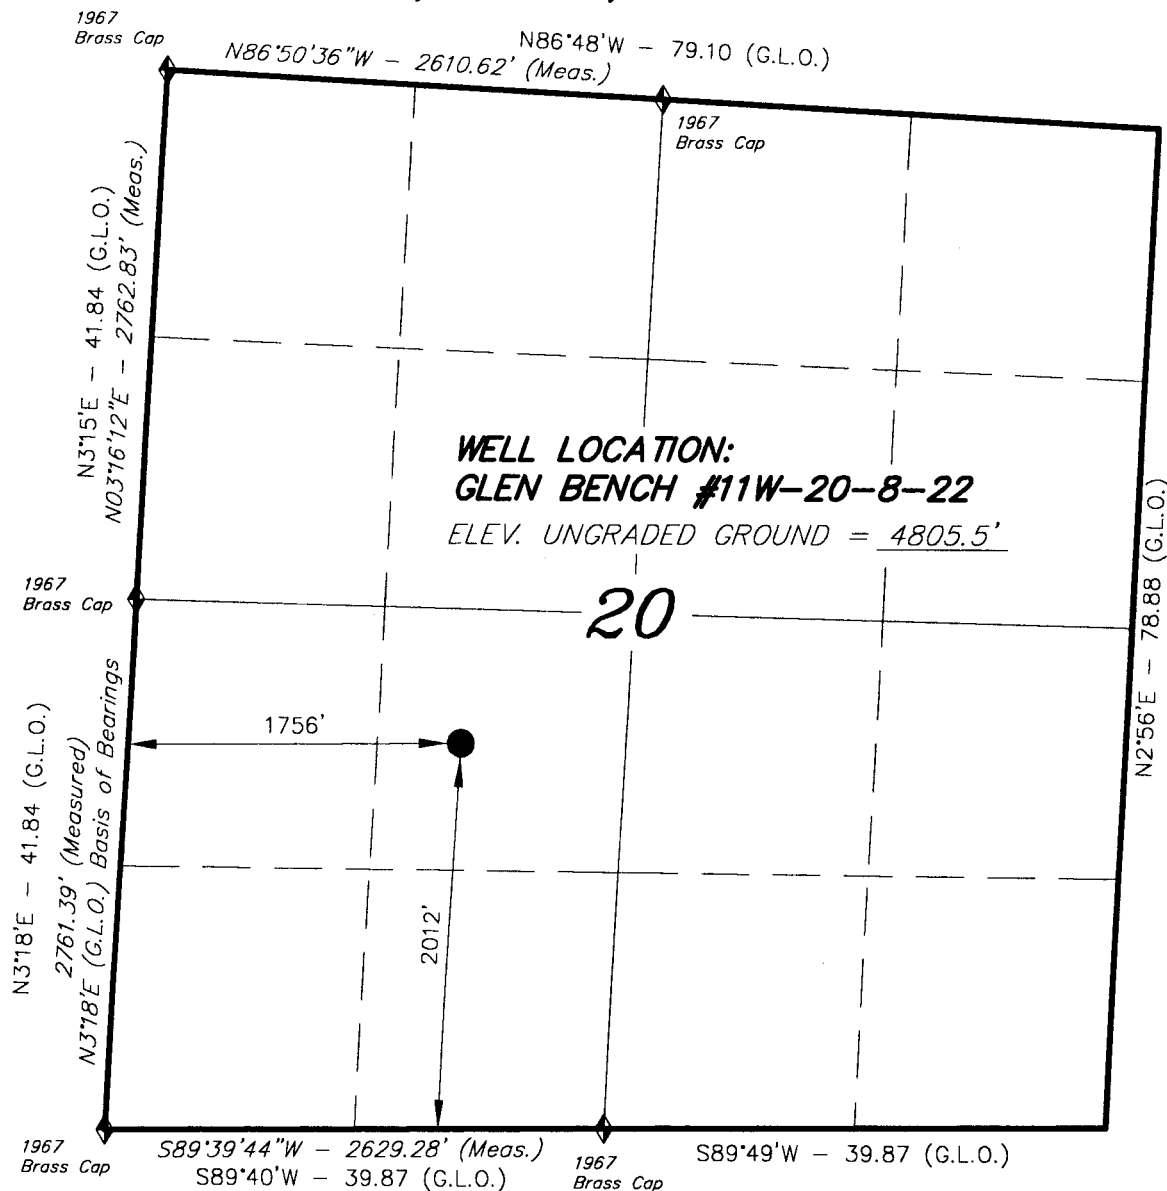 1967
Brass Cap
N86°48'W - 79.10 (G.L.O.)
N86°50'36"W - 2610.62' (Meas.)
1967
Brass Cap
N3°15'E - 41.84 (G.L.O.)
N03°16'12"E - 2762.83' (Meas.)
WELL LOCATION:
GLEN BENCH #11W-20-8-22
ELEV. UNGRADED GROUND = 4805.5'
N2°56'E - 78.88 (G.L.O.)
1967
Brass Cap
20
1756'
2012'
N3°18'E - 41.84 (G.L.O.)
2761.39' (Measured)
N3°18'E (G.L.O.) Basis of Bearings
1967
Brass Cap
S89°39'44"W - 2629.28' (Meas.)
S89°40'W - 39.87 (G.L.O.)
1967
Brass Cap
S89°49'W - 39.87 (G.L.O.)